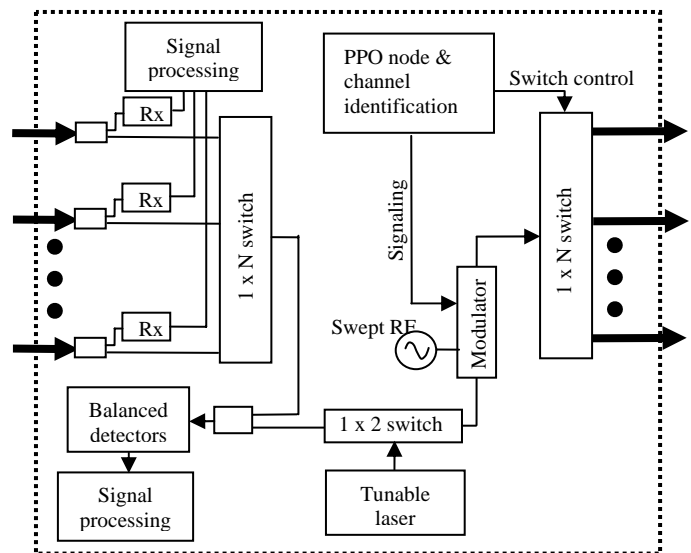 Signal
processing
PPO node &
channel
identification
Switch control
Rx
Rx
Rx
1 x N switch
Signaling
1 x N switch
Modulator
Swept RF
Balanced
detectors
1 x 2 switch
Signal
processing
Tunable
laser